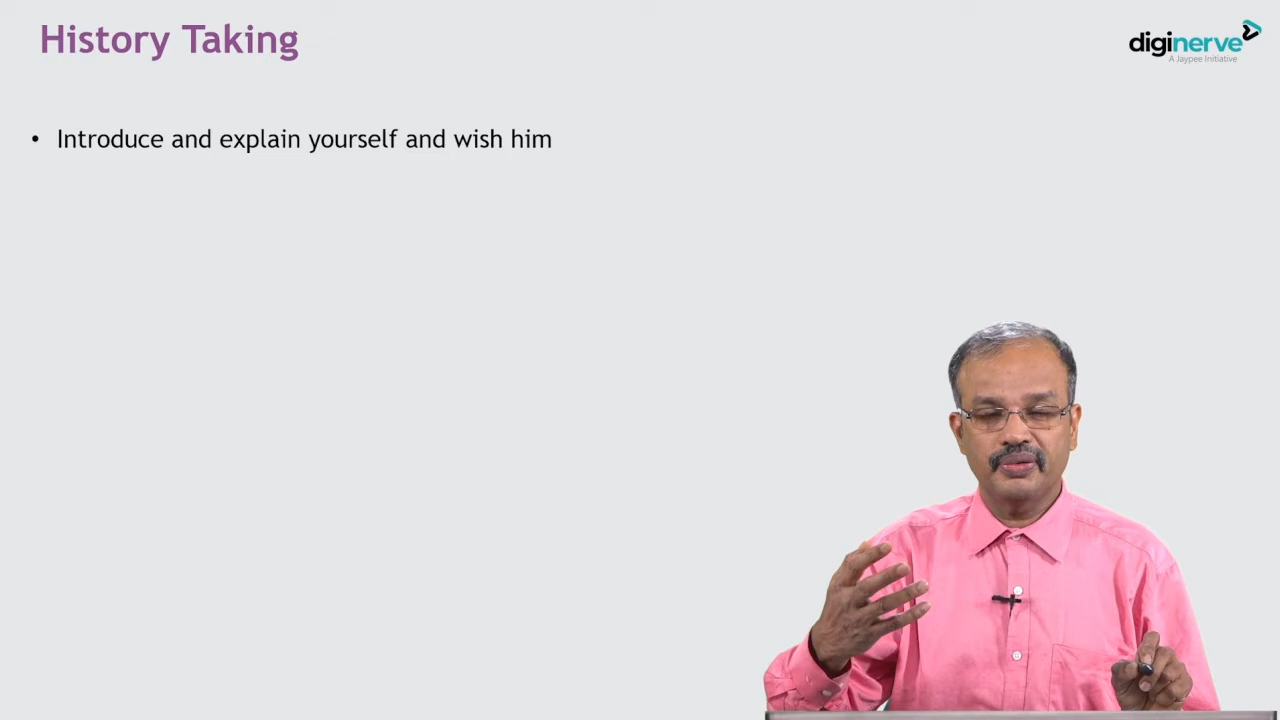 History Taking
diginerve
A Jaypee Initiative
• Introduce and explain yourself and wish him